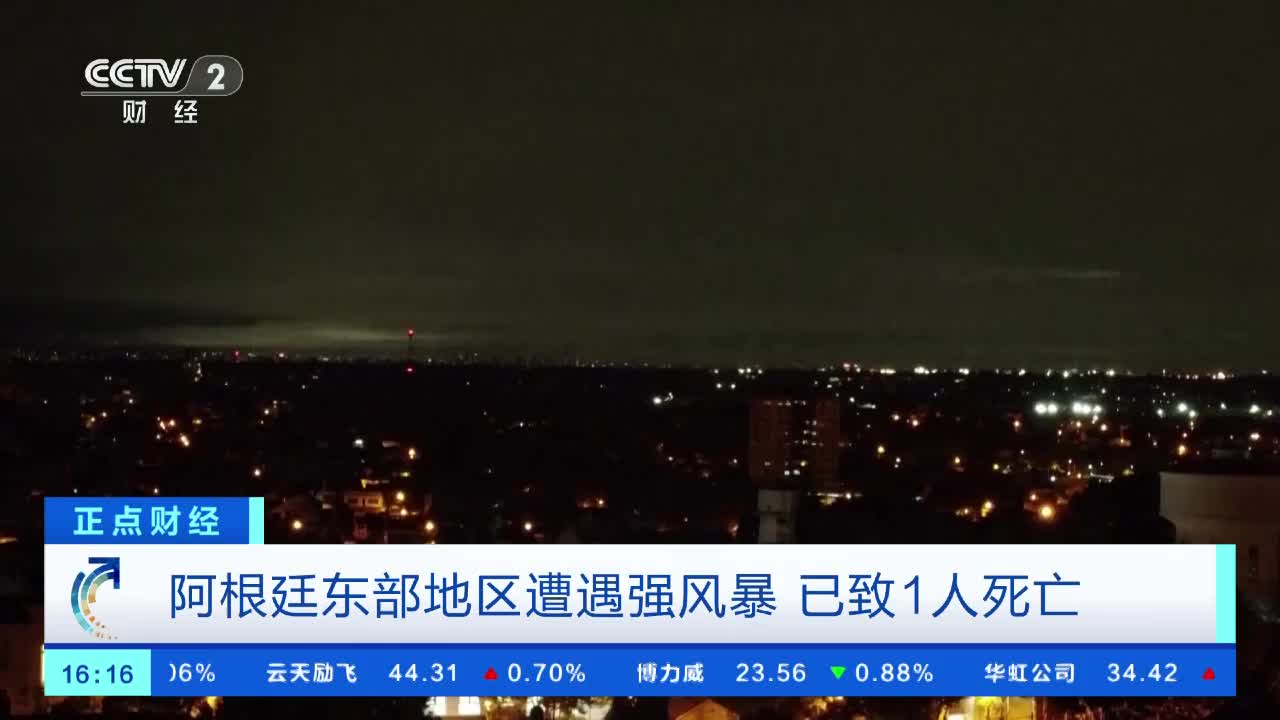 CCTV 2
财 经
正点财经
阿根廷东部地区遭遇强风暴 已致1人死亡
16:16 06% 云天励飞 44.31 ▲ 0.70% 博力威 23.56 ▼ 0.88% 华虹公司 34.42 ▲